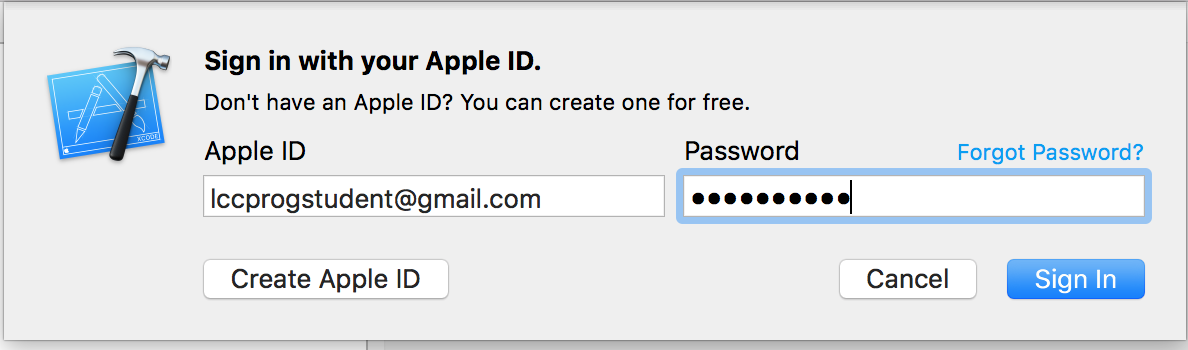 Sign in with your Apple ID.
Don't have an Apple ID? You can create one for free.
Apple ID
Password
Forgot Password?
lccprogstudent@gmail.com
••••••••••
Create Apple ID
Cancel
Sign In
XCODE